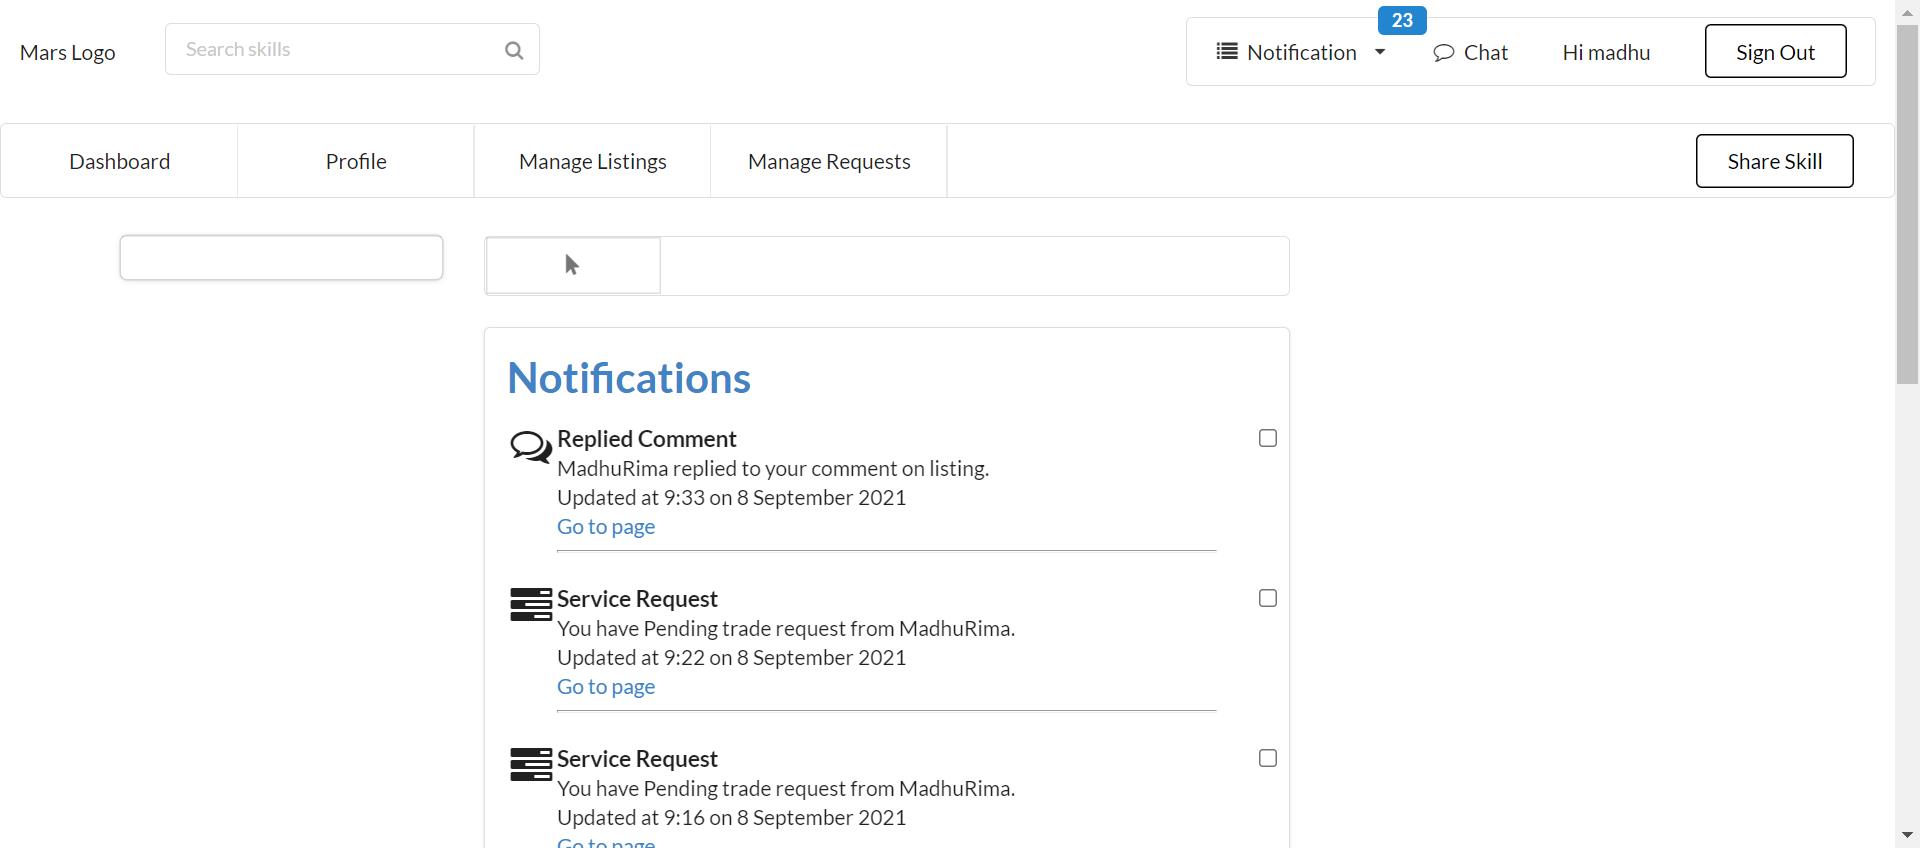 Mars Logo
Search skills
Notification
23
Chat
Hi madhu
Sign Out
Dashboard
Profile
Manage Listings
Manage Requests
Share Skill
Notifications
Replied Comment
MadhuRima replied to your comment on listing.
Updated at 9:33 on 8 September 2021
Go to page
Service Request
You have Pending trade request from MadhuRima.
Updated at 9:22 on 8 September 2021
Go to page
Service Request
You have Pending trade request from MadhuRima.
Updated at 9:16 on 8 September 2021
Go to page